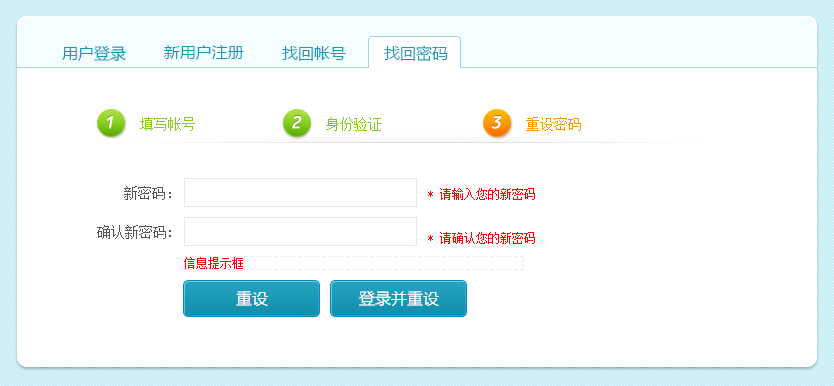 用户登录 新用户注册 找回帐号 找回密码
1 填写帐号 2 身份验证 3 重设密码
新密码： * 请输入您的新密码
确认新密码： * 请确认您的新密码
信息提示框
重设 登录并重设